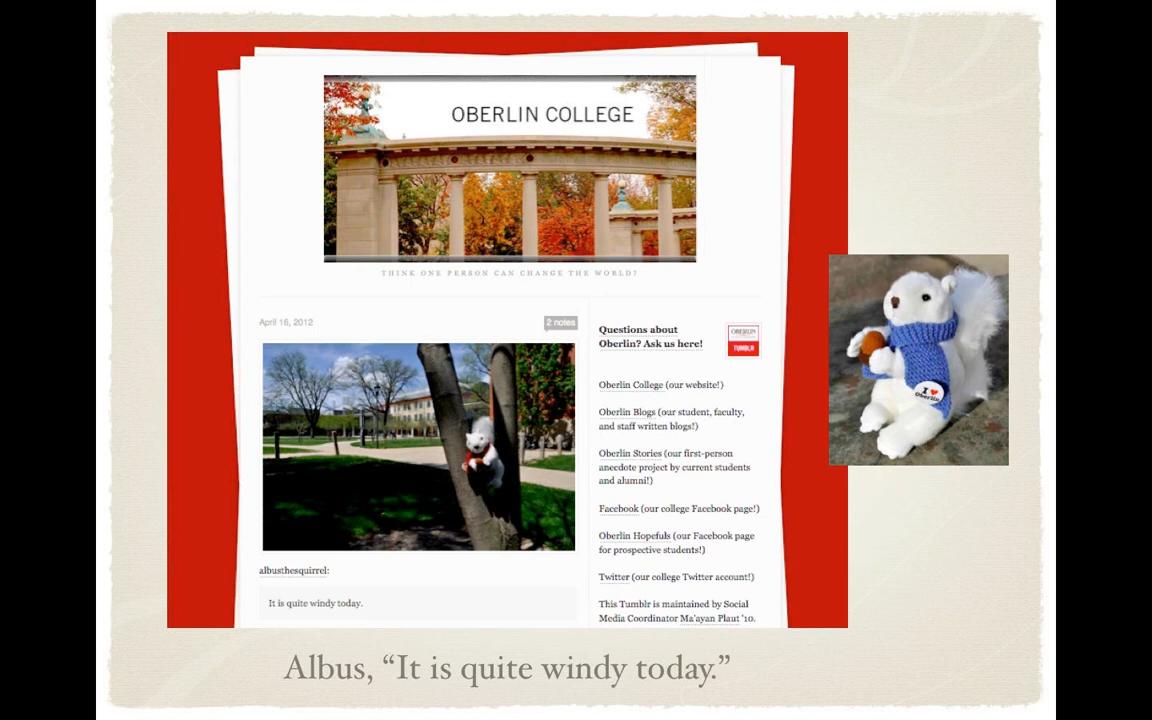 OBERLIN COLLEGE
THINK ONE PERSON CAN CHANGE THE WORLD?
April 16, 2012
2 notes
albusthesquirrel:
It is quite windy today.
Questions about
Oberlin? Ask us here!
OBERLIN
TUMBLR
Oberlin College (our website!)
Oberlin Blogs (our student, faculty,
and staff written blogs!)
Oberlin Stories (our first-person
anecdote project by current students
and alumni!)
Facebook (our college Facebook page!)
Oberlin Hopefuls (our Facebook page
for prospective students!)
Twitter (our college Twitter account!)
This Tumblr is maintained by Social
Media Coordinator Ma'ayan Plaut '10.
I ♥
Oberlin
Albus, “It is quite windy today.”